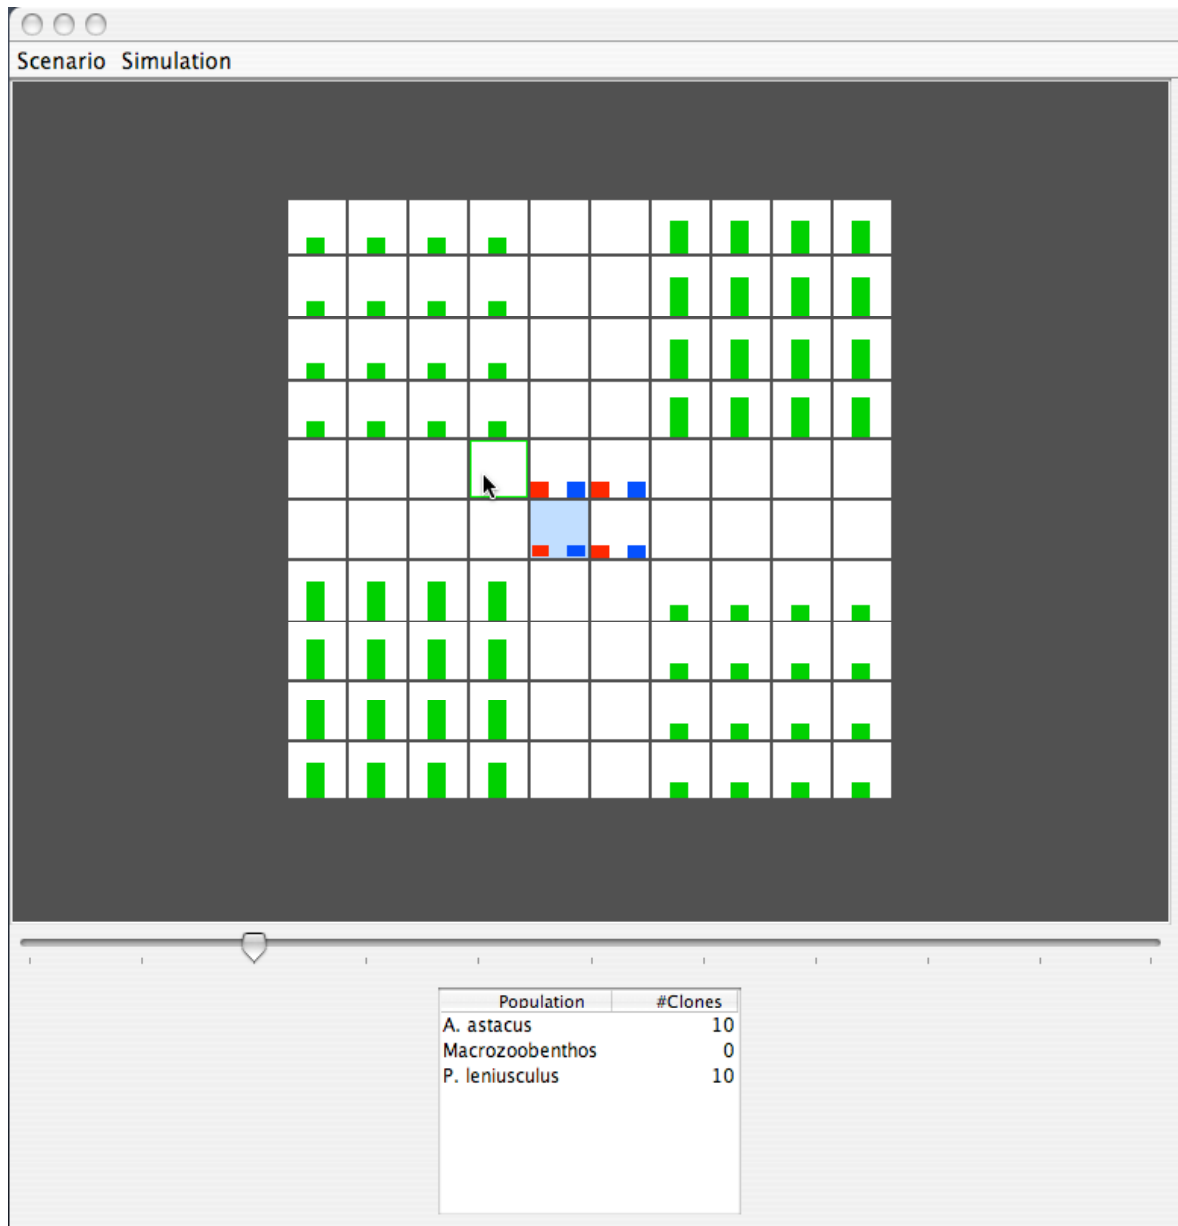 Scenario Simulation
Population #Clones
A. astacus 10
Macrozoobenthos 0
P. leniusculus 10